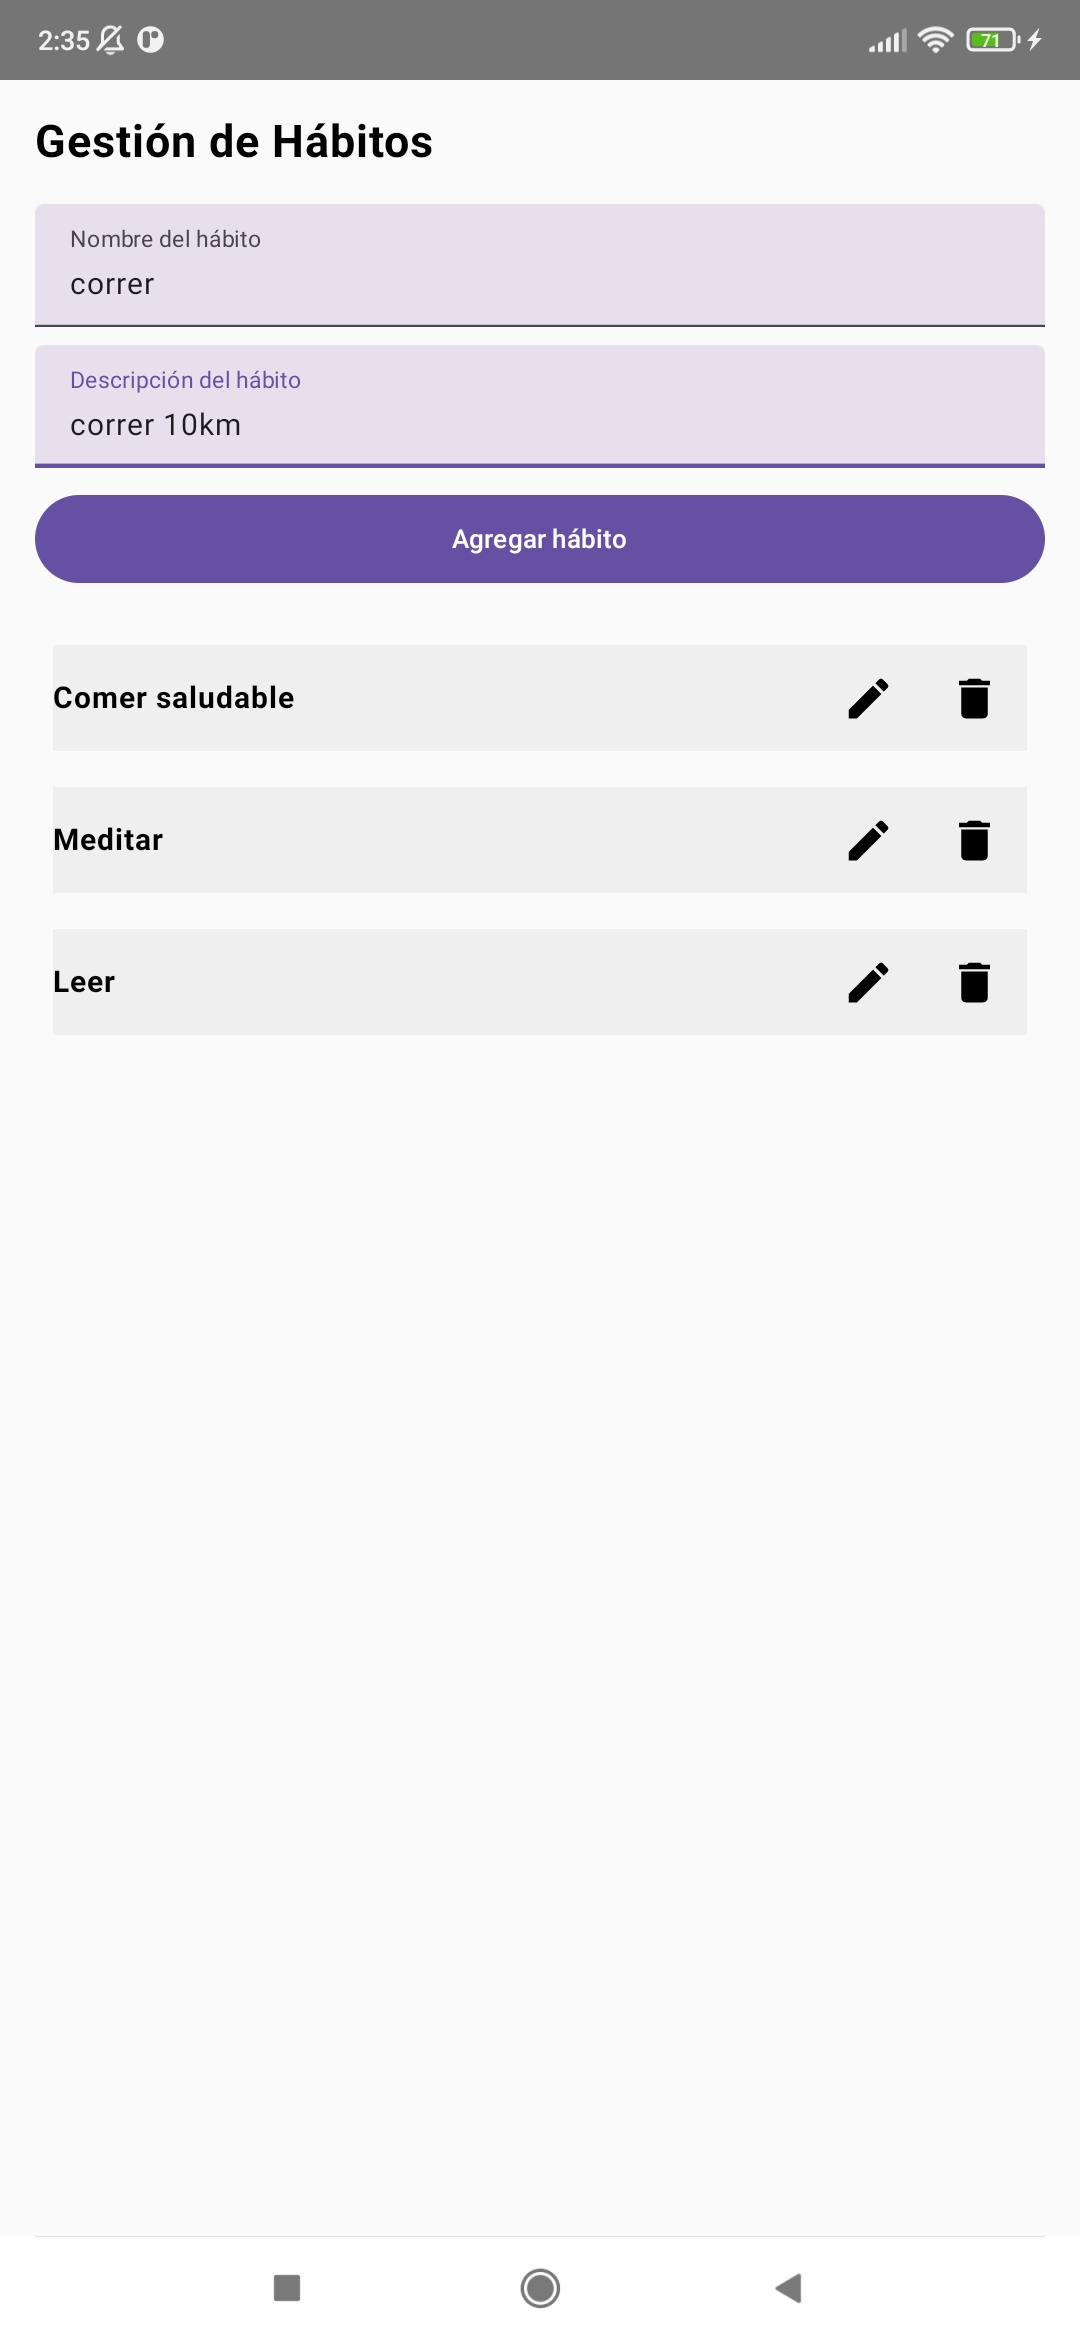 2:35
71
Gestión de Hábitos
Nombre del hábito
correr
Descripción del hábito
correr 10km
Agregar hábito
Comer saludable
Meditar
Leer